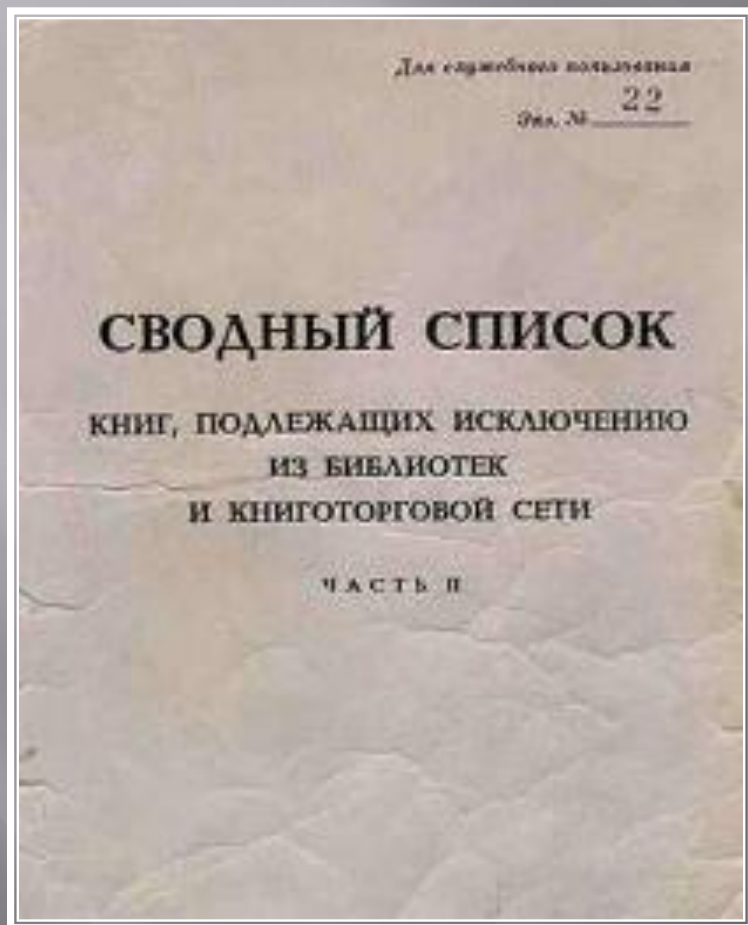 Для служебного пользования
Экз. № 22
СВОДНЫЙ СПИСОК
КНИГ, ПОДЛЕЖАЩИХ ИСКЛЮЧЕНИЮ
ИЗ БИБЛИОТЕК
И КНИГОТОРГОВОЙ СЕТИ
ЧАСТЬ II